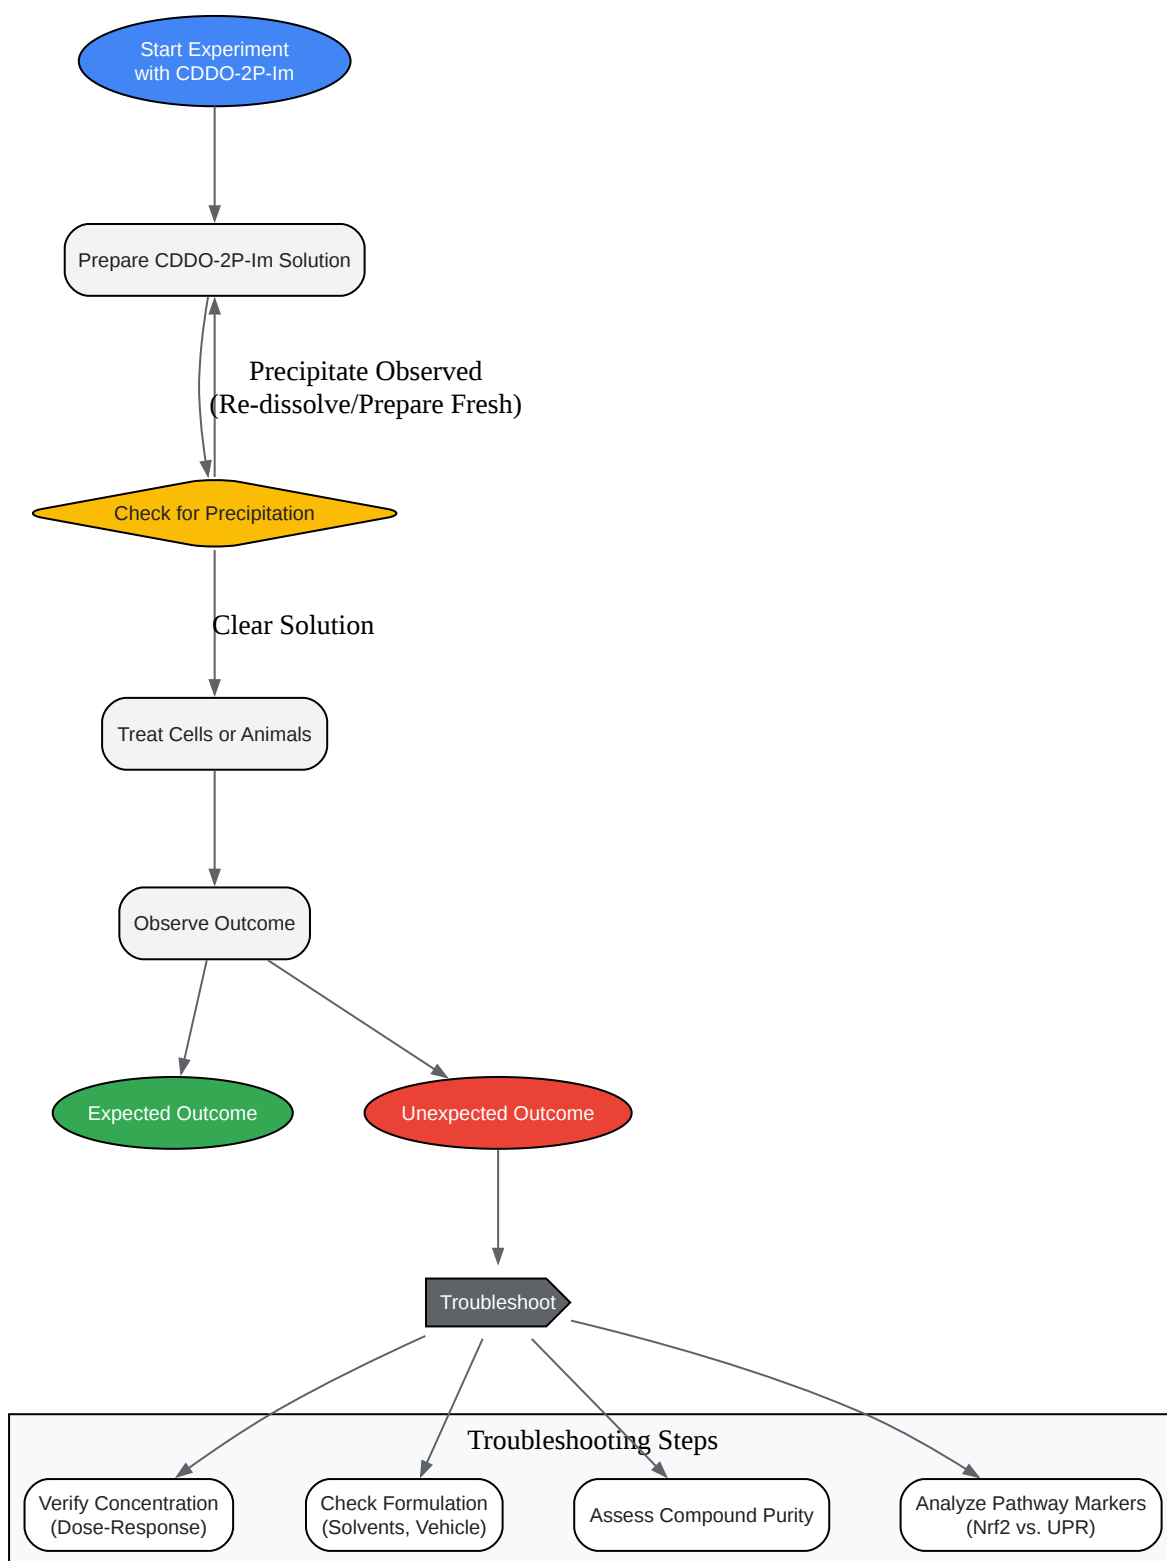 Start Experiment
with CDDO-2P-Im
Prepare CDDO-2P-Im Solution
Precipitate Observed
(Re-dissolve/Prepare Fresh)
Check for Precipitation
Clear Solution
Treat Cells or Animals
Observe Outcome
Expected Outcome
Unexpected Outcome
Troubleshoot
Troubleshooting Steps
Verify Concentration
(Dose-Response)
Check Formulation
(Solvents, Vehicle)
Assess Compound Purity
Analyze Pathway Markers
(Nrf2 vs. UPR)